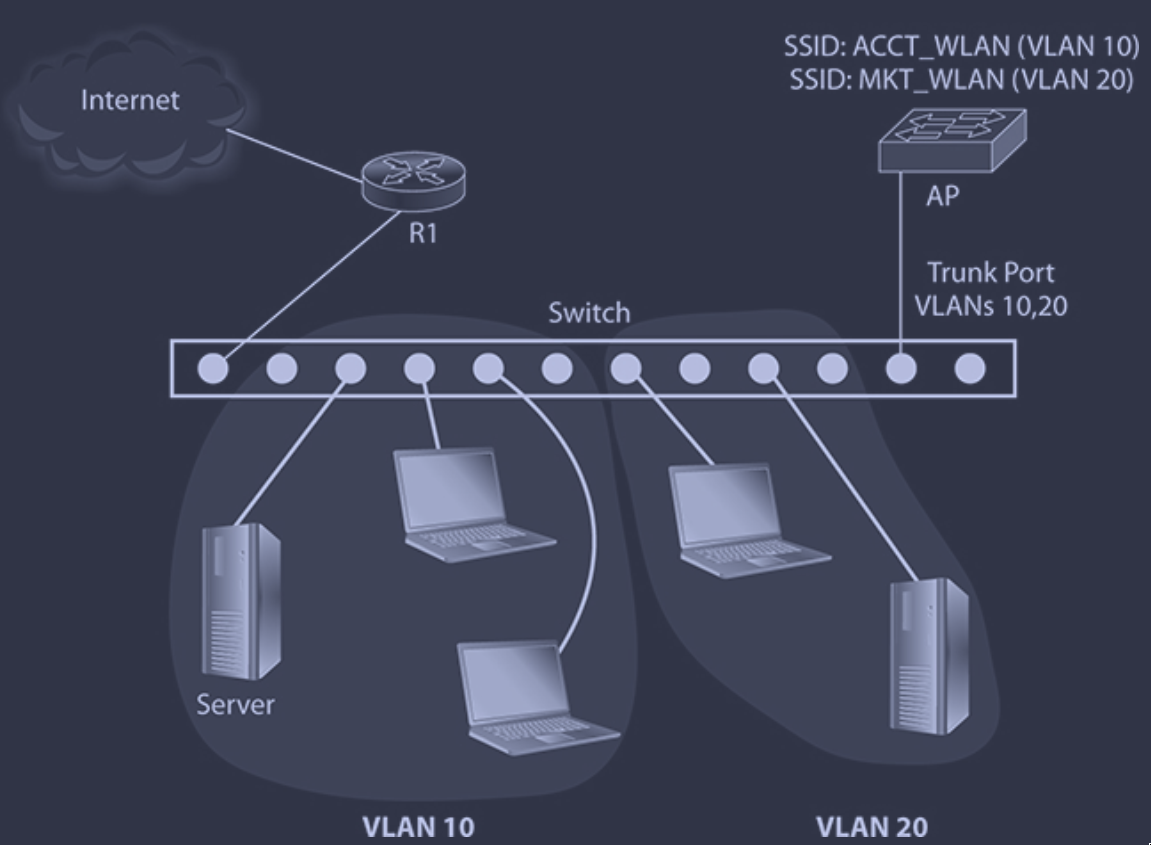 SSID: ACCT_WLAN (VLAN 10)
SSID: MKT_WLAN (VLAN 20)
Internet
AP
R1
Trunk Port
VLANs 10,20
Switch
Server
VLAN 10
VLAN 20